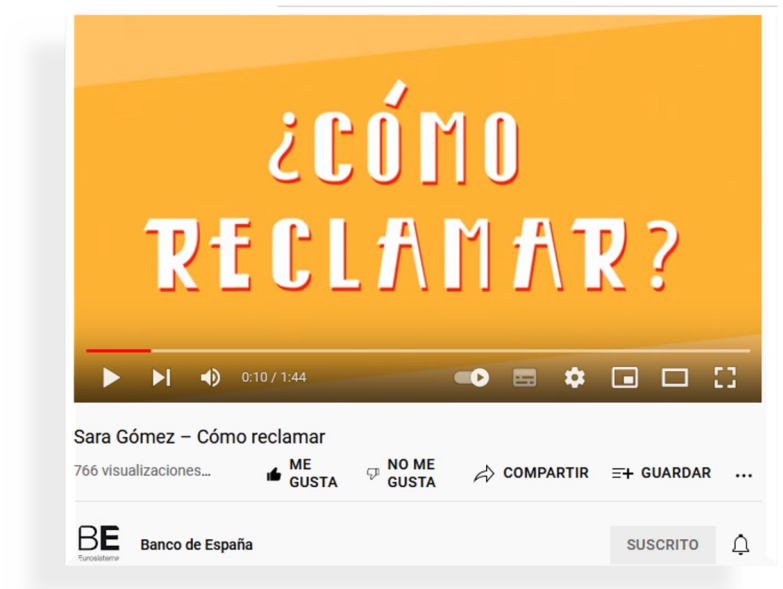 ¿CÓMO
RECLAMAR?
0:10 / 1:44
Sara Gómez – Cómo reclamar
766 visualizaciones...
ME
GUSTA
NO ME
GUSTA
COMPARTIR
GUARDAR
BE
Eurosistema
Banco de España
SUSCRITO